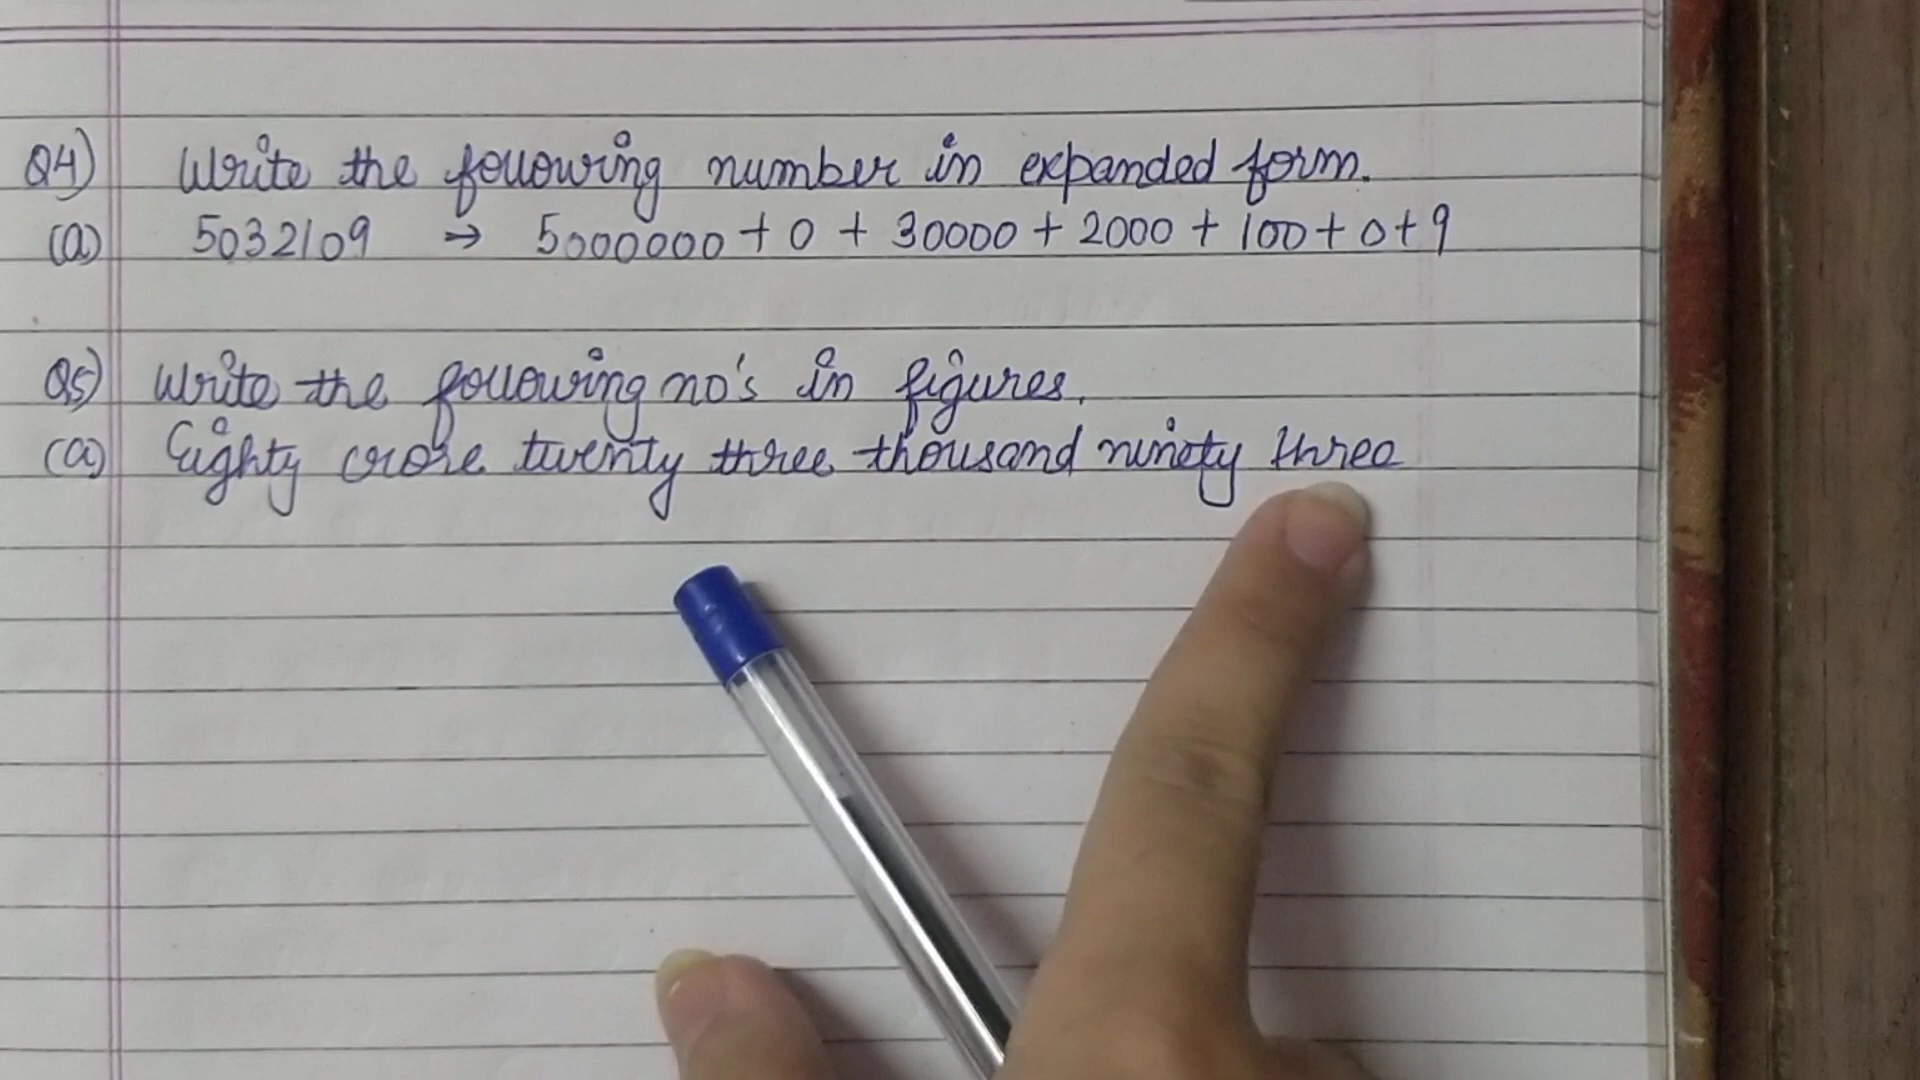 Q4) Write the following number in expanded form.
(a) 5032109 → 5000000 + 0 + 30000 + 2000 + 100 + 0 + 9
Q5) Write the following no's in figures.
(a) Eighty crore twenty three thousand ninety three